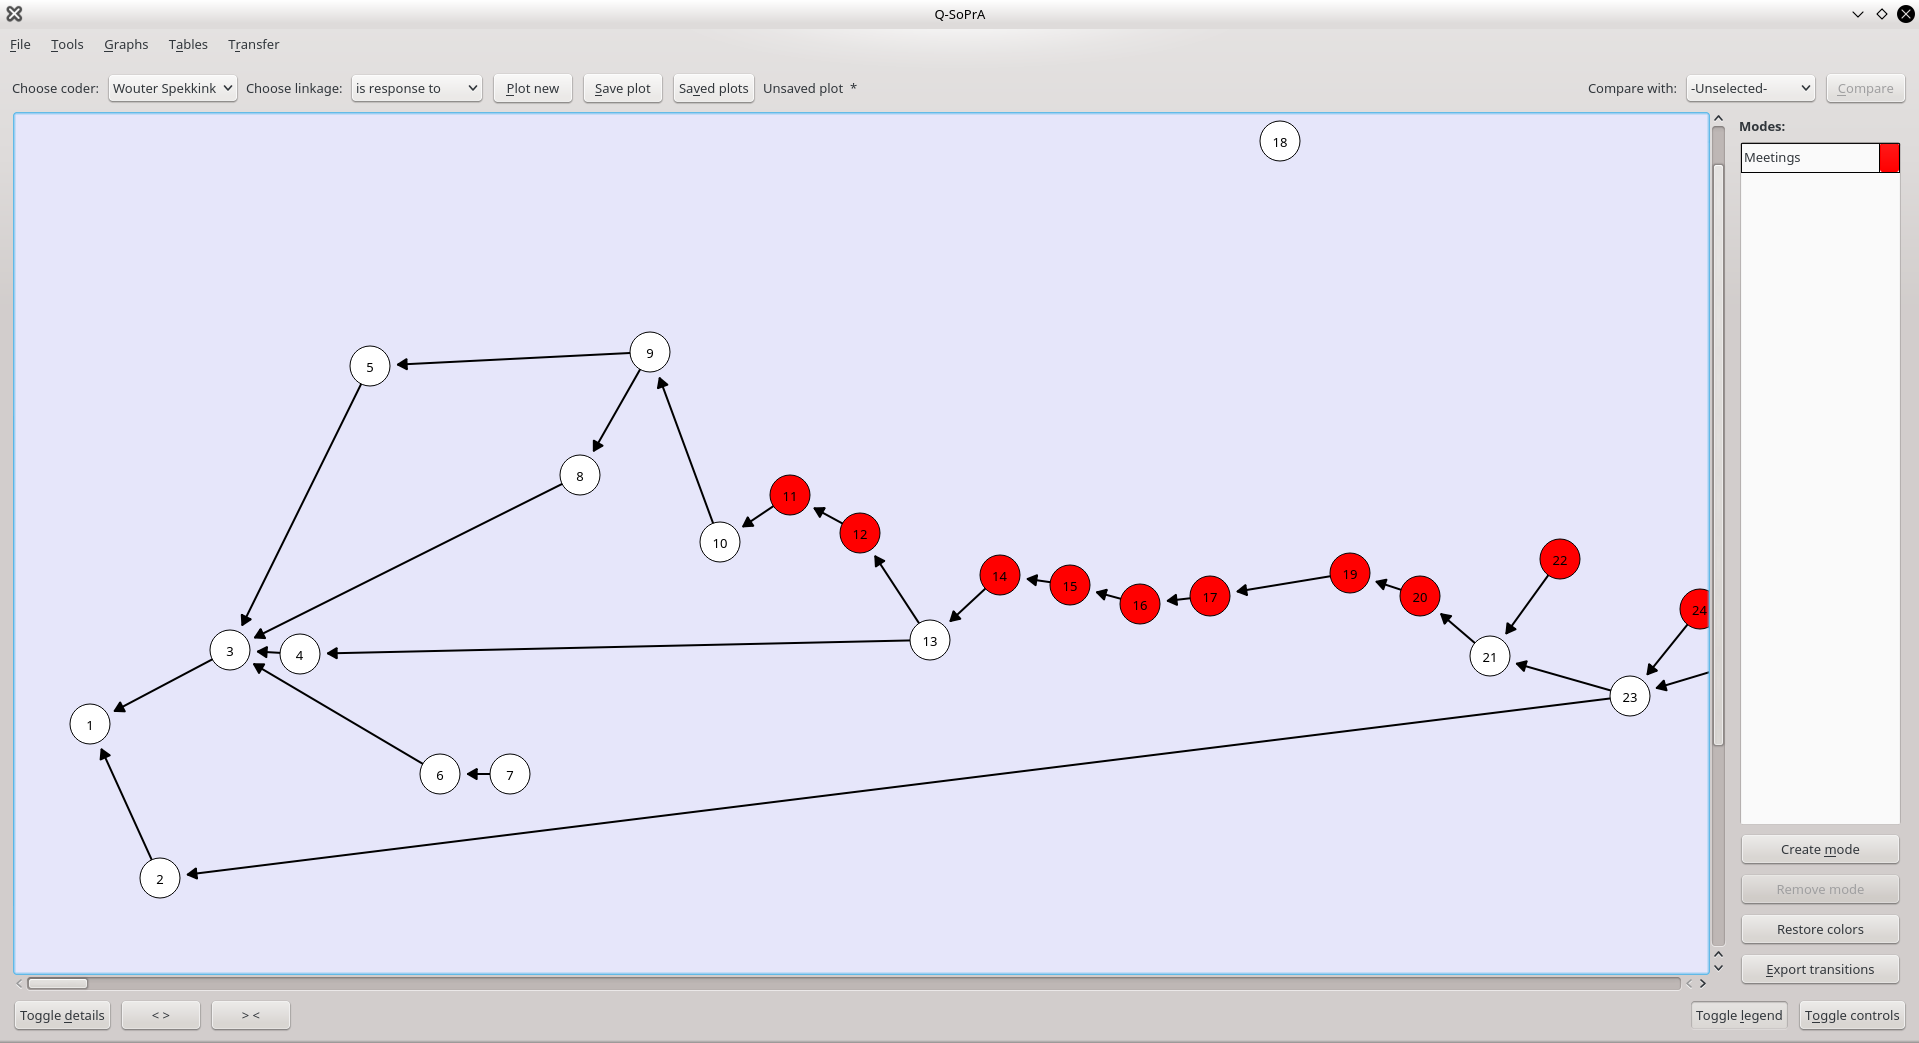 Q-SoPrA
File Tools Graphs Tables Transfer
Choose coder: Wouter Spekkink Choose linkage: is response to Plot new Save plot Saved plots Unsaved plot * Compare with: -Unselected- Compare
Modes:
Meetings
18
9
5
8
11
12
10
22
19
14
15
20
17
16
24
13
3
4
21
23
1
6
7
2
Create mode
Remove mode
Restore colors
Export transitions
Toggle details < > > < Toggle legend Toggle controls